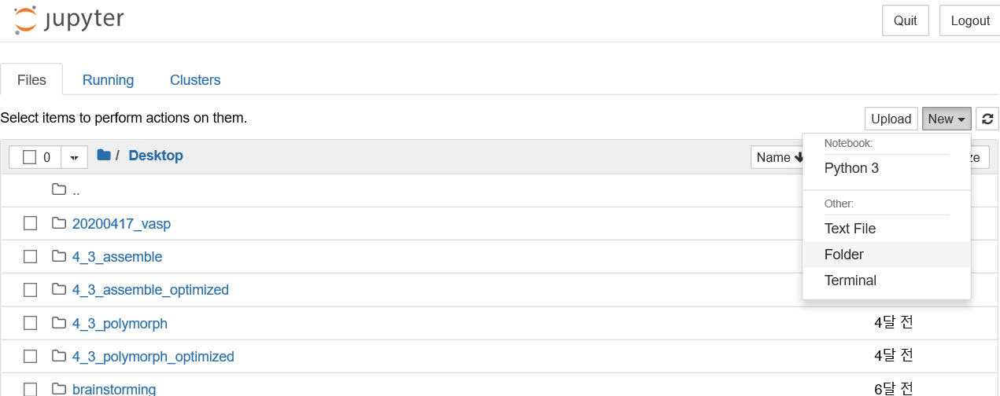 jupyter
Quit
Logout
Files
Running
Clusters
Select items to perform actions on them.
Upload
New
0
/ Desktop
Name
ze
Notebook:
Python 3
Other:
Text File
Folder
Terminal
..
20200417_vasp
4_3_assemble
4_3_assemble_optimized
4_3_polymorph
4달 전
4_3_polymorph_optimized
4달 전
brainstorming
6달 전